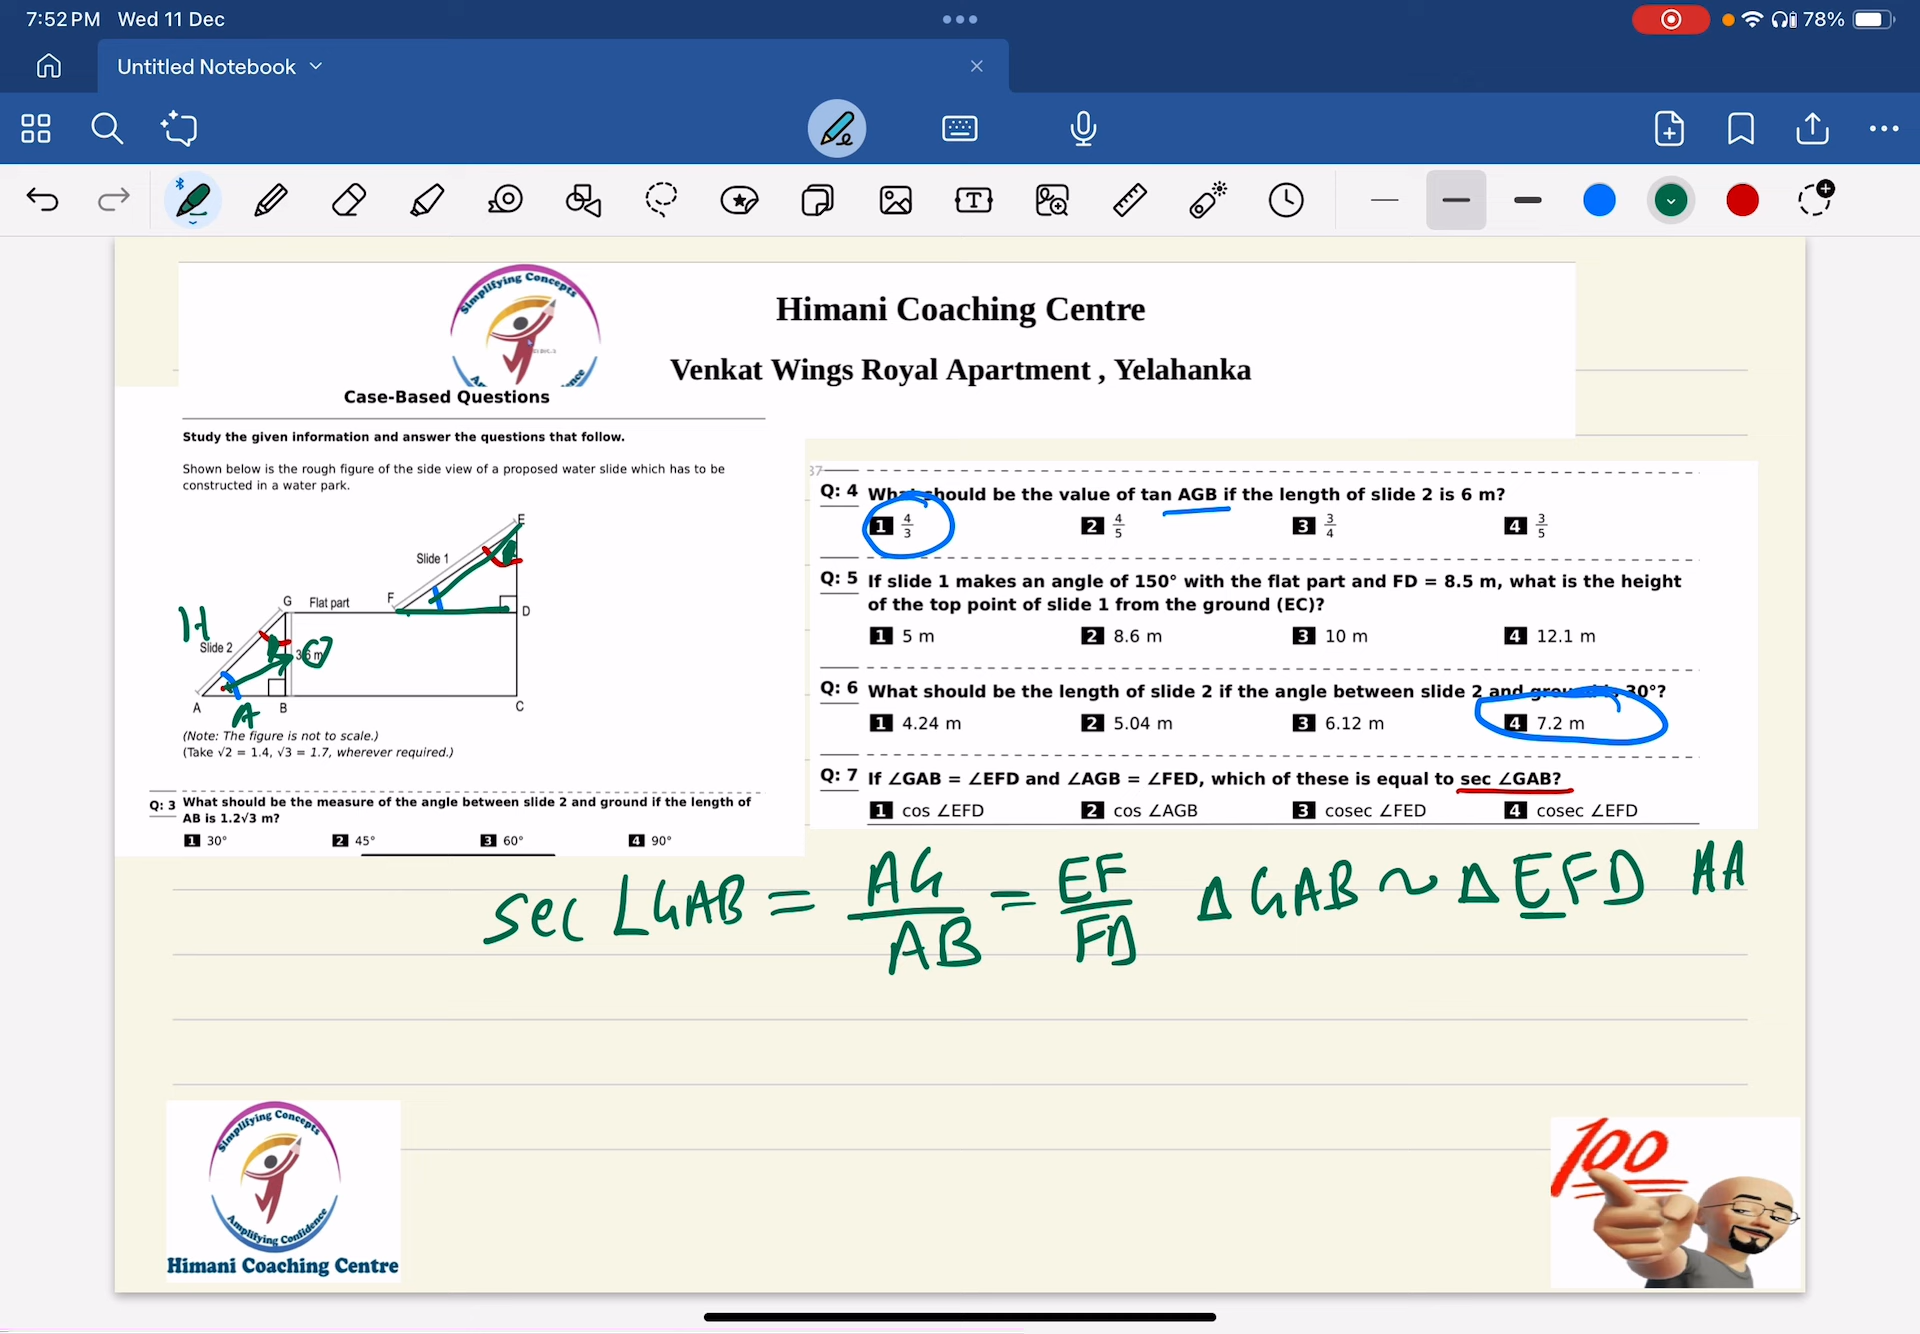 7:52 PM Wed 11 Dec
78%
Untitled Notebook
Simplifying Concepts
Himani Coaching Centre
Venkat Wings Royal Apartment , Yelahanka
Case-Based Questions
Study the given information and answer the questions that follow.
Shown below is the rough figure of the side view of a proposed water slide which has to be
constructed in a water park.
E
Slide 1
G Flat part F
D
H
Slide 2
3.6 m
O
A B C
A
(Note: The figure is not to scale.)
(Take √2 = 1.4, √3 = 1.7, wherever required.)
Q: 3 What should be the measure of the angle between slide 2 and ground if the length of
AB is 1.2√3 m?
1 30° 2 45° 3 60° 4 90°
37
Q: 4 What should be the value of tan AGB if the length of slide 2 is 6 m?
1 4/3 2 4/5 3 3/4 4 3/5
Q: 5 If slide 1 makes an angle of 150° with the flat part and FD = 8.5 m, what is the height
of the top point of slide 1 from the ground (EC)?
1 5 m 2 8.6 m 3 10 m 4 12.1 m
Q: 6 What should be the length of slide 2 if the angle between slide 2 and ground is 30°?
1 4.24 m 2 5.04 m 3 6.12 m 4 7.2 m
Q: 7 If ∠GAB = ∠EFD and ∠AGB = ∠FED, which of these is equal to sec ∠GAB?
1 cos ∠EFD 2 cos ∠AGB 3 cosec ∠FED 4 cosec ∠EFD
sec ∠GAB = AG/AB = EF/FD Δ GAB ~ Δ EFD AA
Simplifying Concepts
Amplifying Confidence
Himani Coaching Centre
100